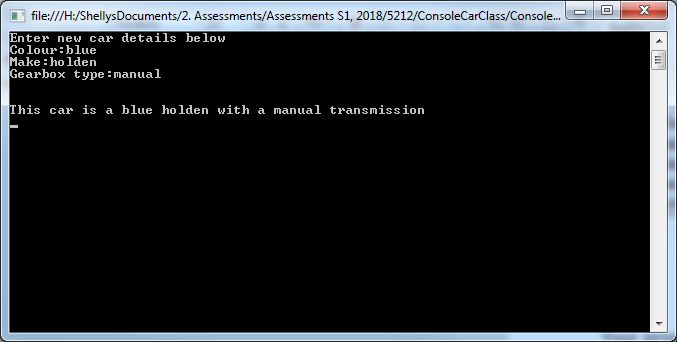 file:///H:/ShellysDocuments/2. Assessments/Assessments S1, 2018/5212/ConsoleCarClass/Console...
Enter new car details below
Colour:blue
Make:holden
Gearbox type:manual
This car is a blue holden with a manual transmission